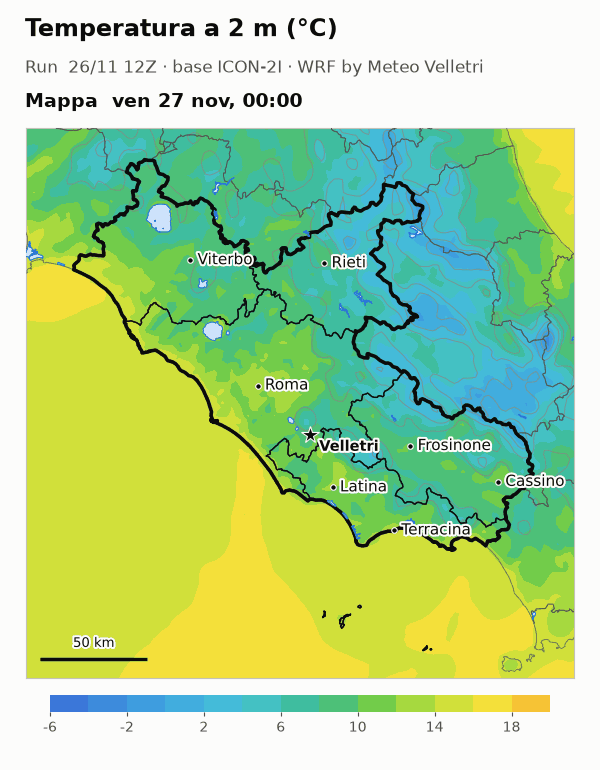 Temperatura a 2 m (°C)
Run  26/11 12Z · base ICON-2I · WRF by Meteo Velletri
Mappa  ven 27 nov, 00:00
Viterbo
Rieti
Roma
Velletri
Frosinone
Cassino
Latina
Terracina
50 km
-6 -2 2 6 10 14 18